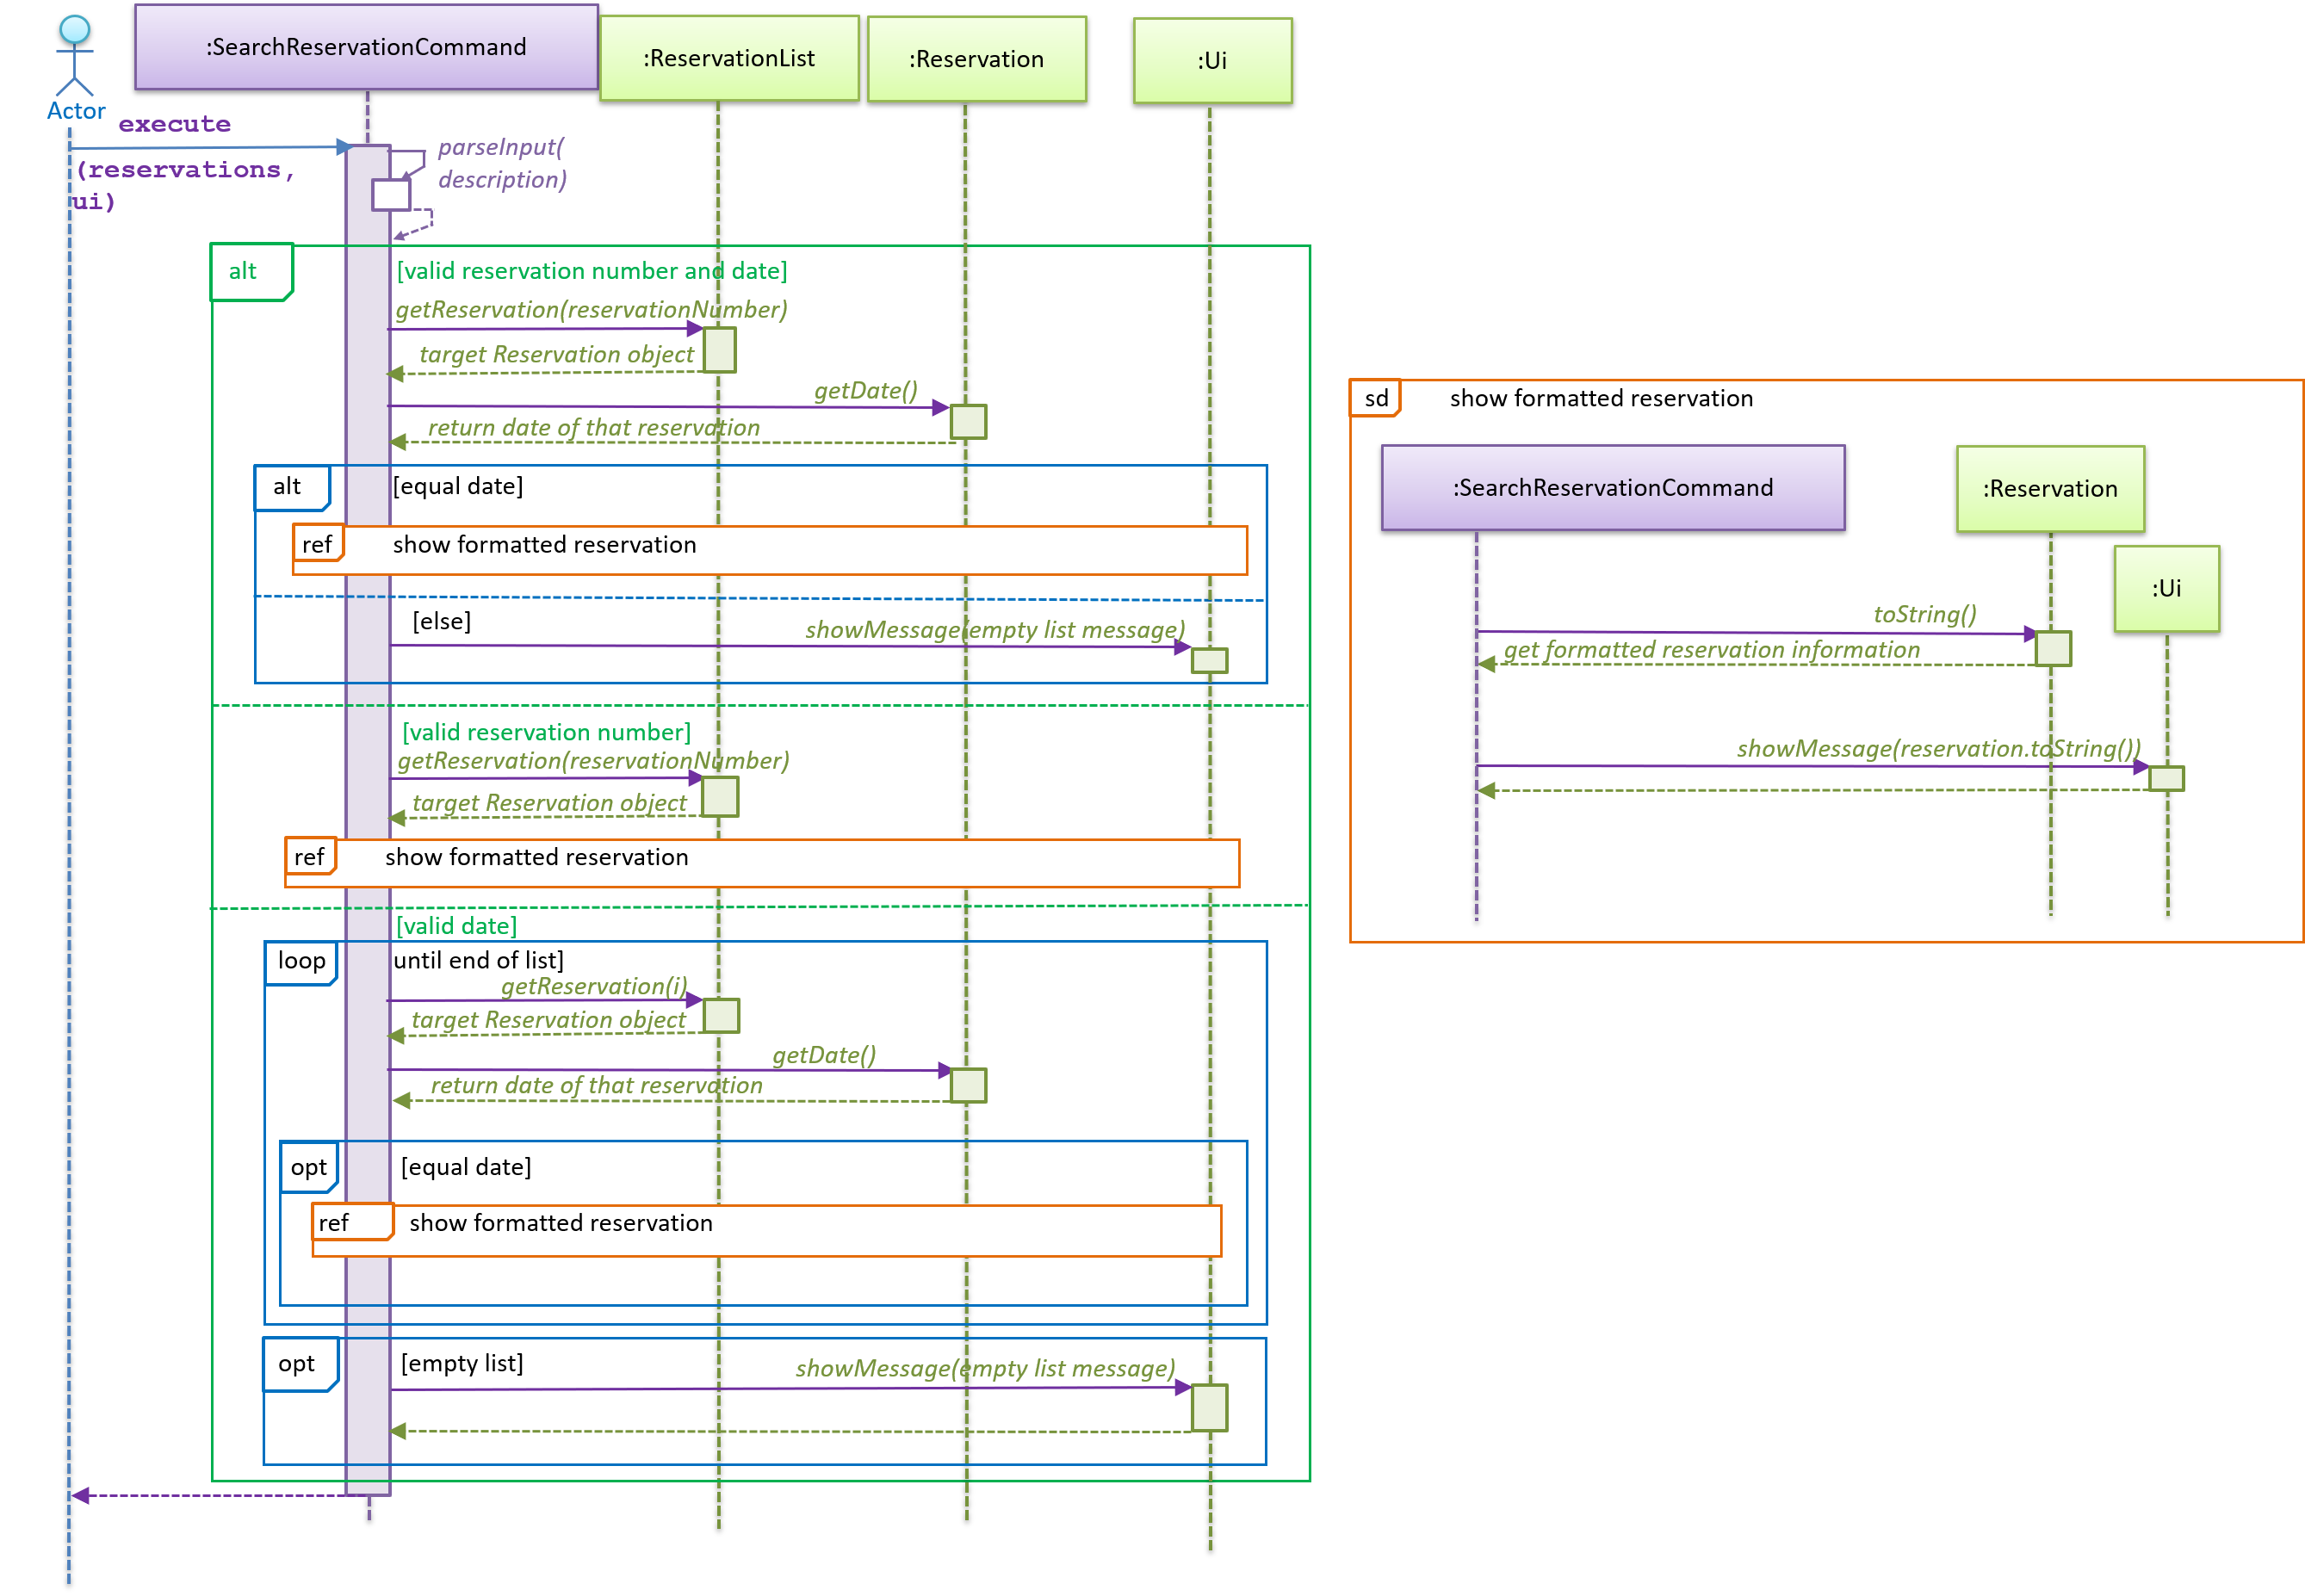 :SearchReservationCommand
:ReservationList
:Reservation
:Ui
Actor
execute
(reservations,
ui)
parseInput(
description)
alt
[valid reservation number and date]
getReservation(reservationNumber)
target Reservation object
getDate()
return date of that reservation
alt
[equal date]
ref
show formatted reservation
[else]
showMessage(empty list message)
[valid reservation number]
getReservation(reservationNumber)
target Reservation object
ref
show formatted reservation
[valid date]
loop
until end of list]
getReservation(i)
target Reservation object
getDate()
return date of that reservation
opt
[equal date]
ref
show formatted reservation
opt
[empty list]
showMessage(empty list message)
sd
show formatted reservation
:SearchReservationCommand
:Reservation
:Ui
toString()
get formatted reservation information
showMessage(reservation.toString())